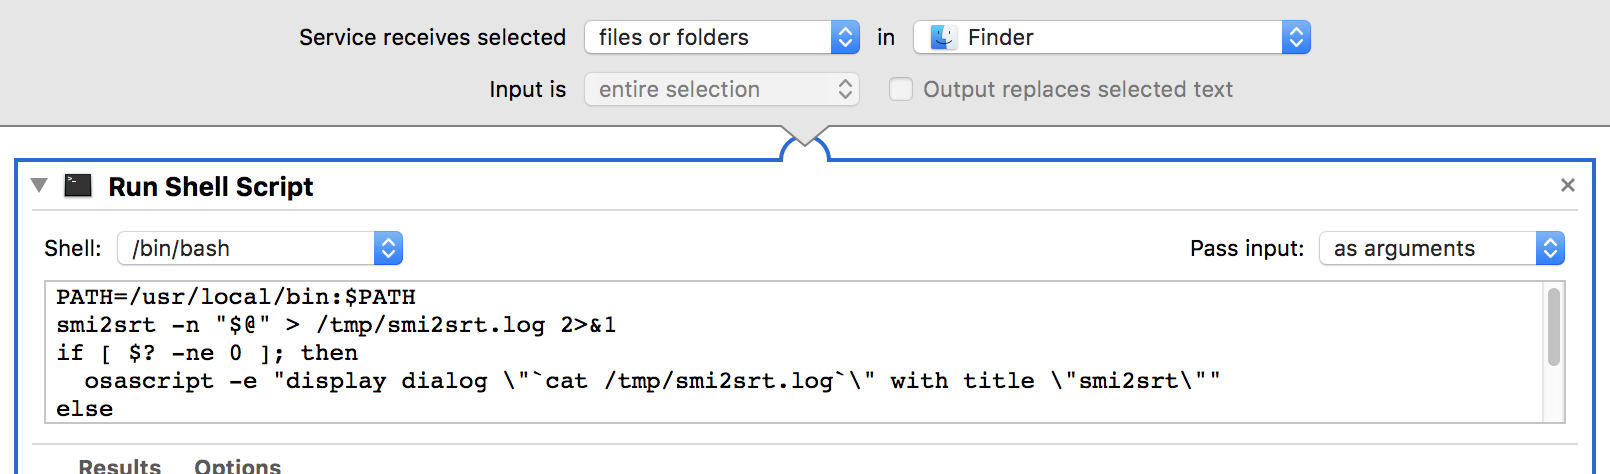 Service receives selected files or folders in Finder
Input is entire selection Output replaces selected text
Run Shell Script
Shell: /bin/bash Pass input: as arguments
PATH=/usr/local/bin:$PATH
smi2srt -n "$@" > /tmp/smi2srt.log 2>&1
if [ $? -ne 0 ]; then
  osascript -e "display dialog \"`cat /tmp/smi2srt.log`\" with title \"smi2srt\""
else
Results Options